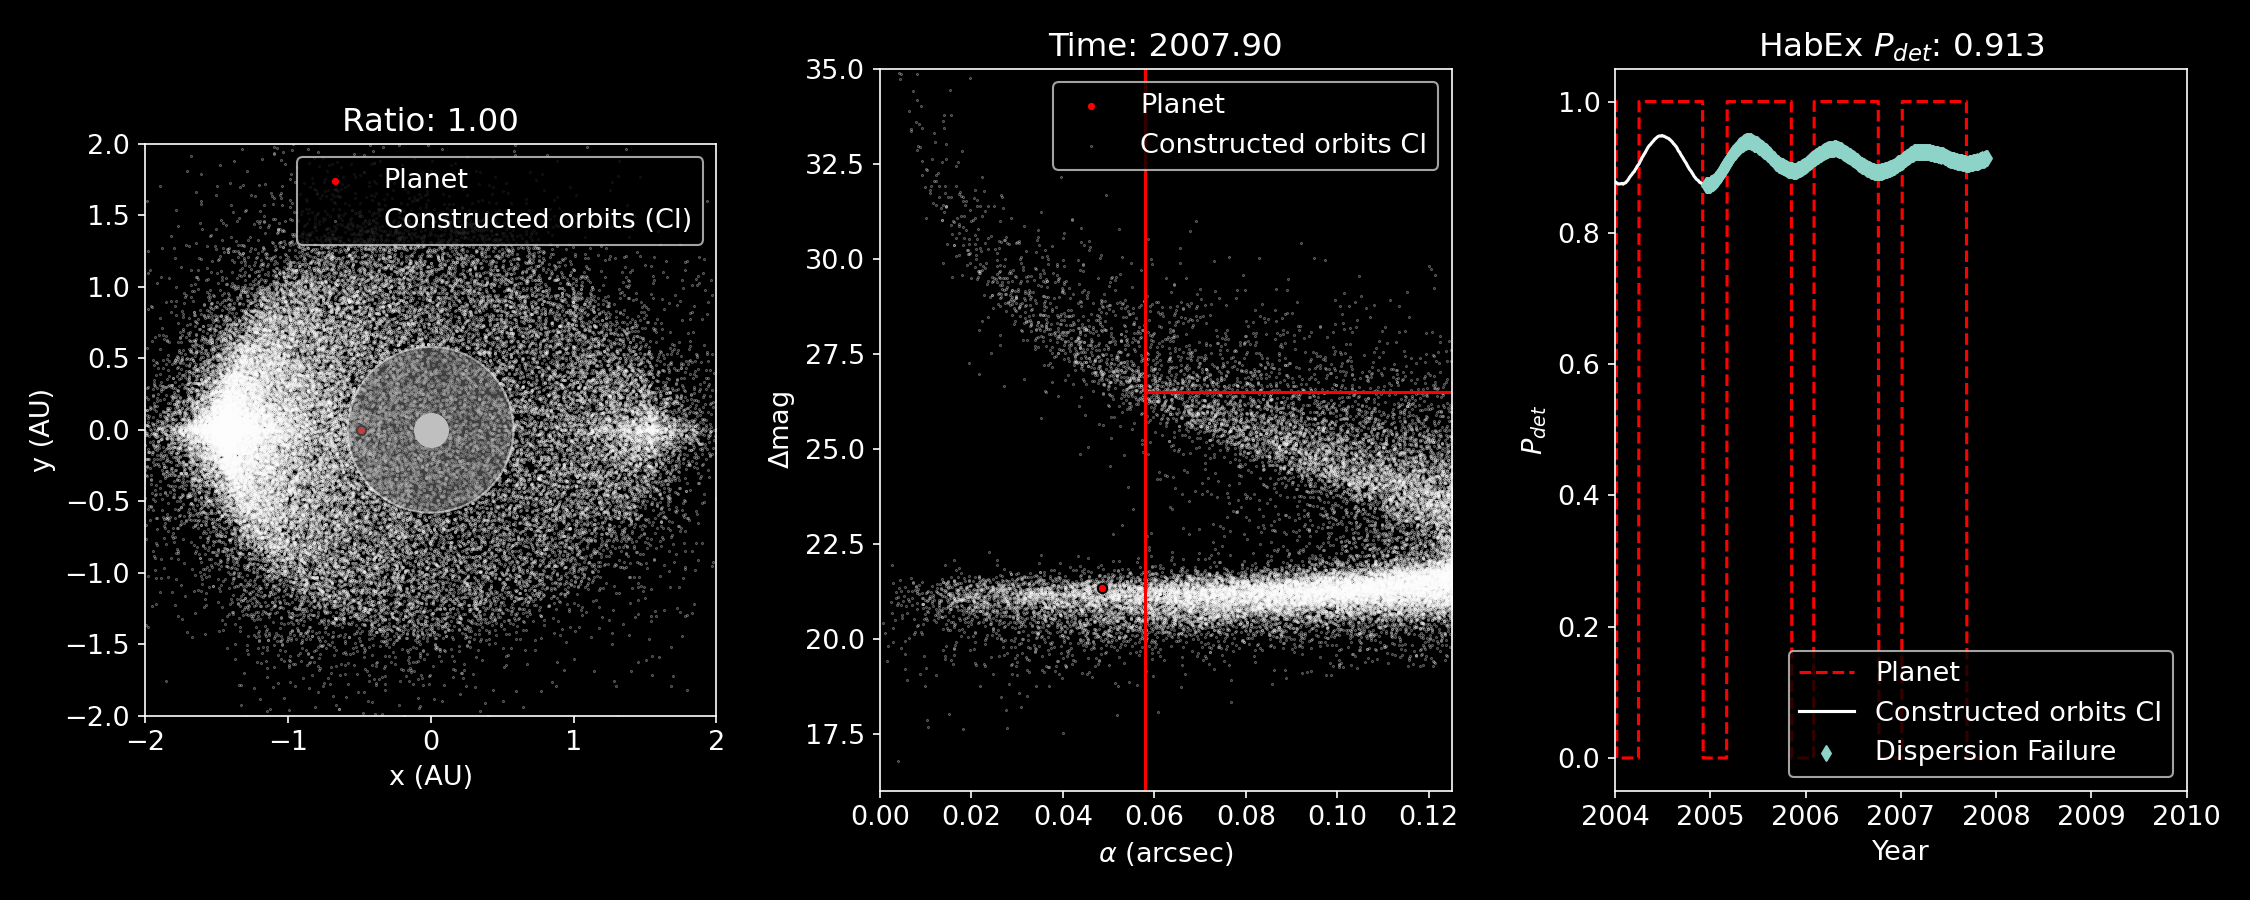 Ratio: 1.00
Planet
Constructed orbits (CI)
2.0
1.5
1.0
0.5
0.0
−0.5
−1.0
−1.5
−2.0
y (AU)
−2
−1
0
1
2
x (AU)
Time: 2007.90
Planet
Constructed orbits CI
35.0
32.5
30.0
27.5
25.0
22.5
20.0
17.5
Δmag
0.00
0.02
0.04
0.06
0.08
0.10
0.12
α (arcsec)
HabEx P_det: 0.913
1.0
0.8
0.6
0.4
0.2
0.0
P_det
Planet
Constructed orbits CI
Dispersion Failure
2004
2005
2006
2007
2008
2009
2010
Year